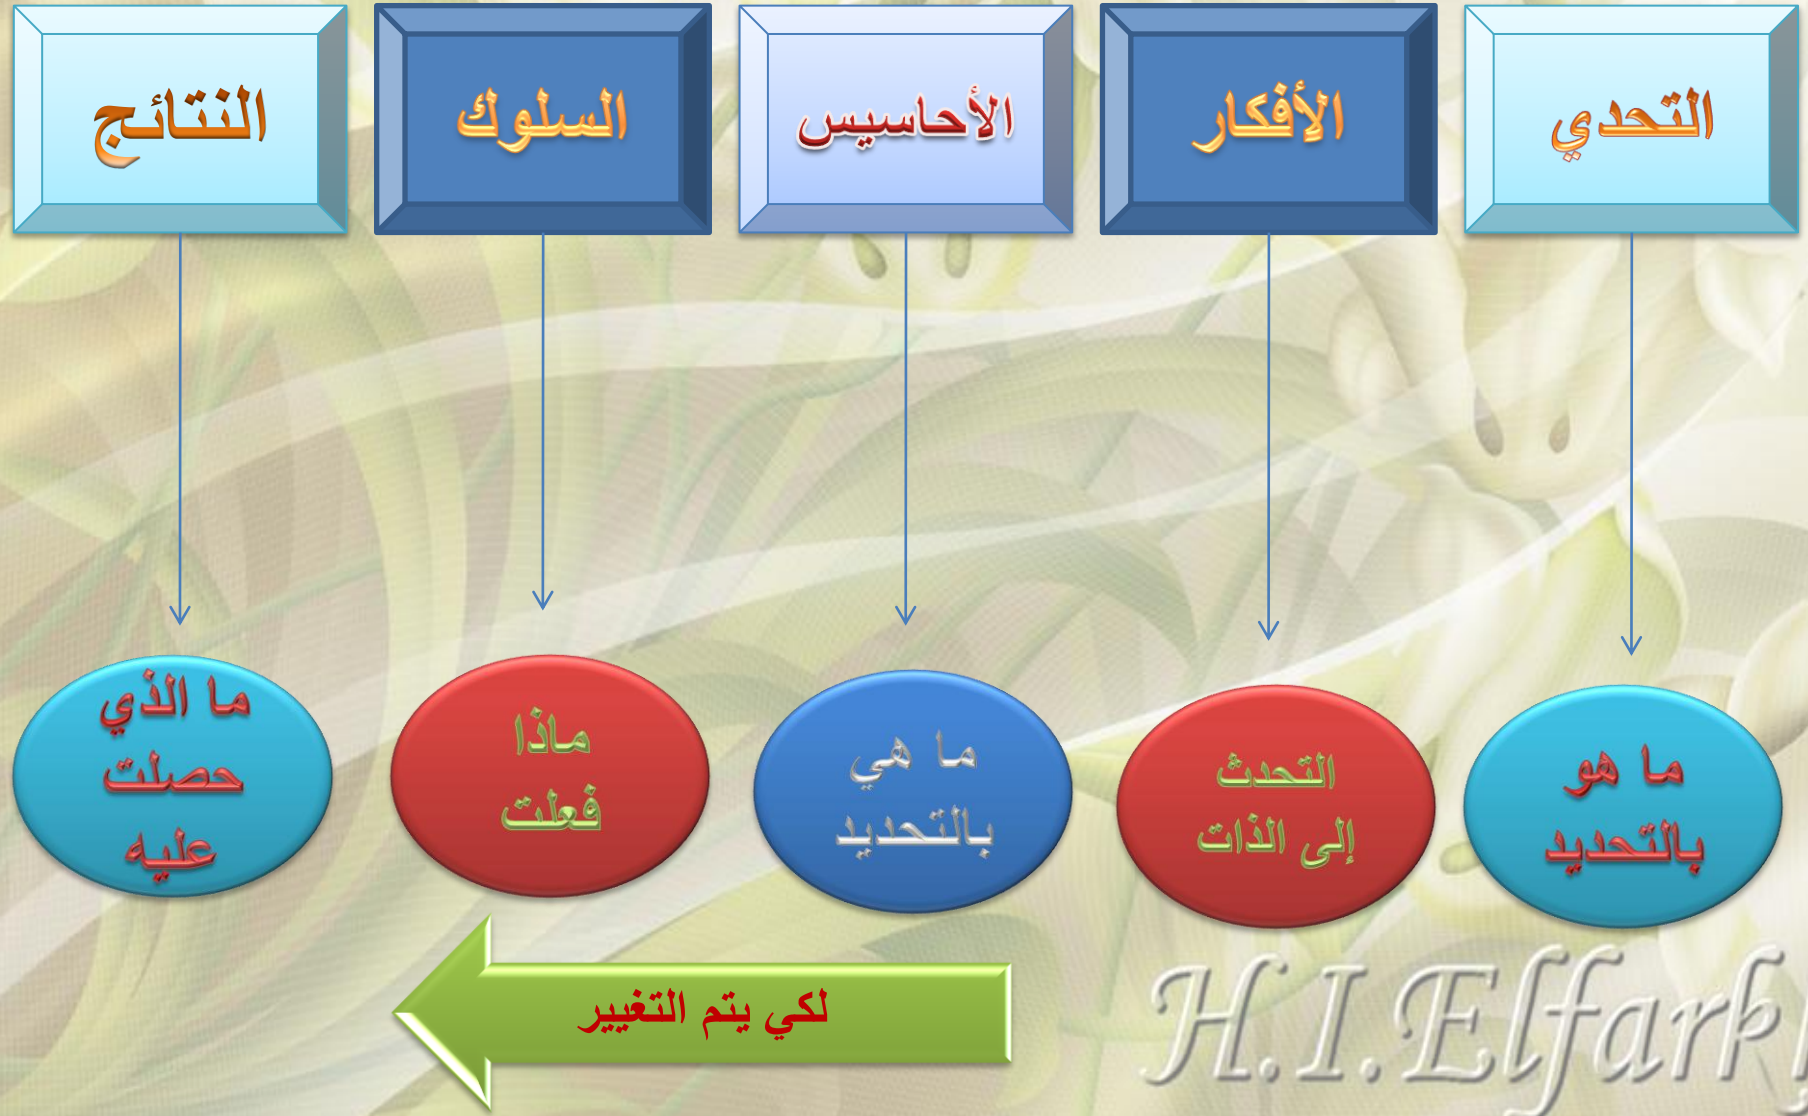 التحدي
الأفكار
الأحاسيس
السلوك
النتائج
ما هو
بالتحديد
التحدث
إلى الذات
ما هي
بالتحديد
ماذا
فعلت
ما الذي
حصلت
عليه
لكي يتم التغيير
H.I.Elfarky